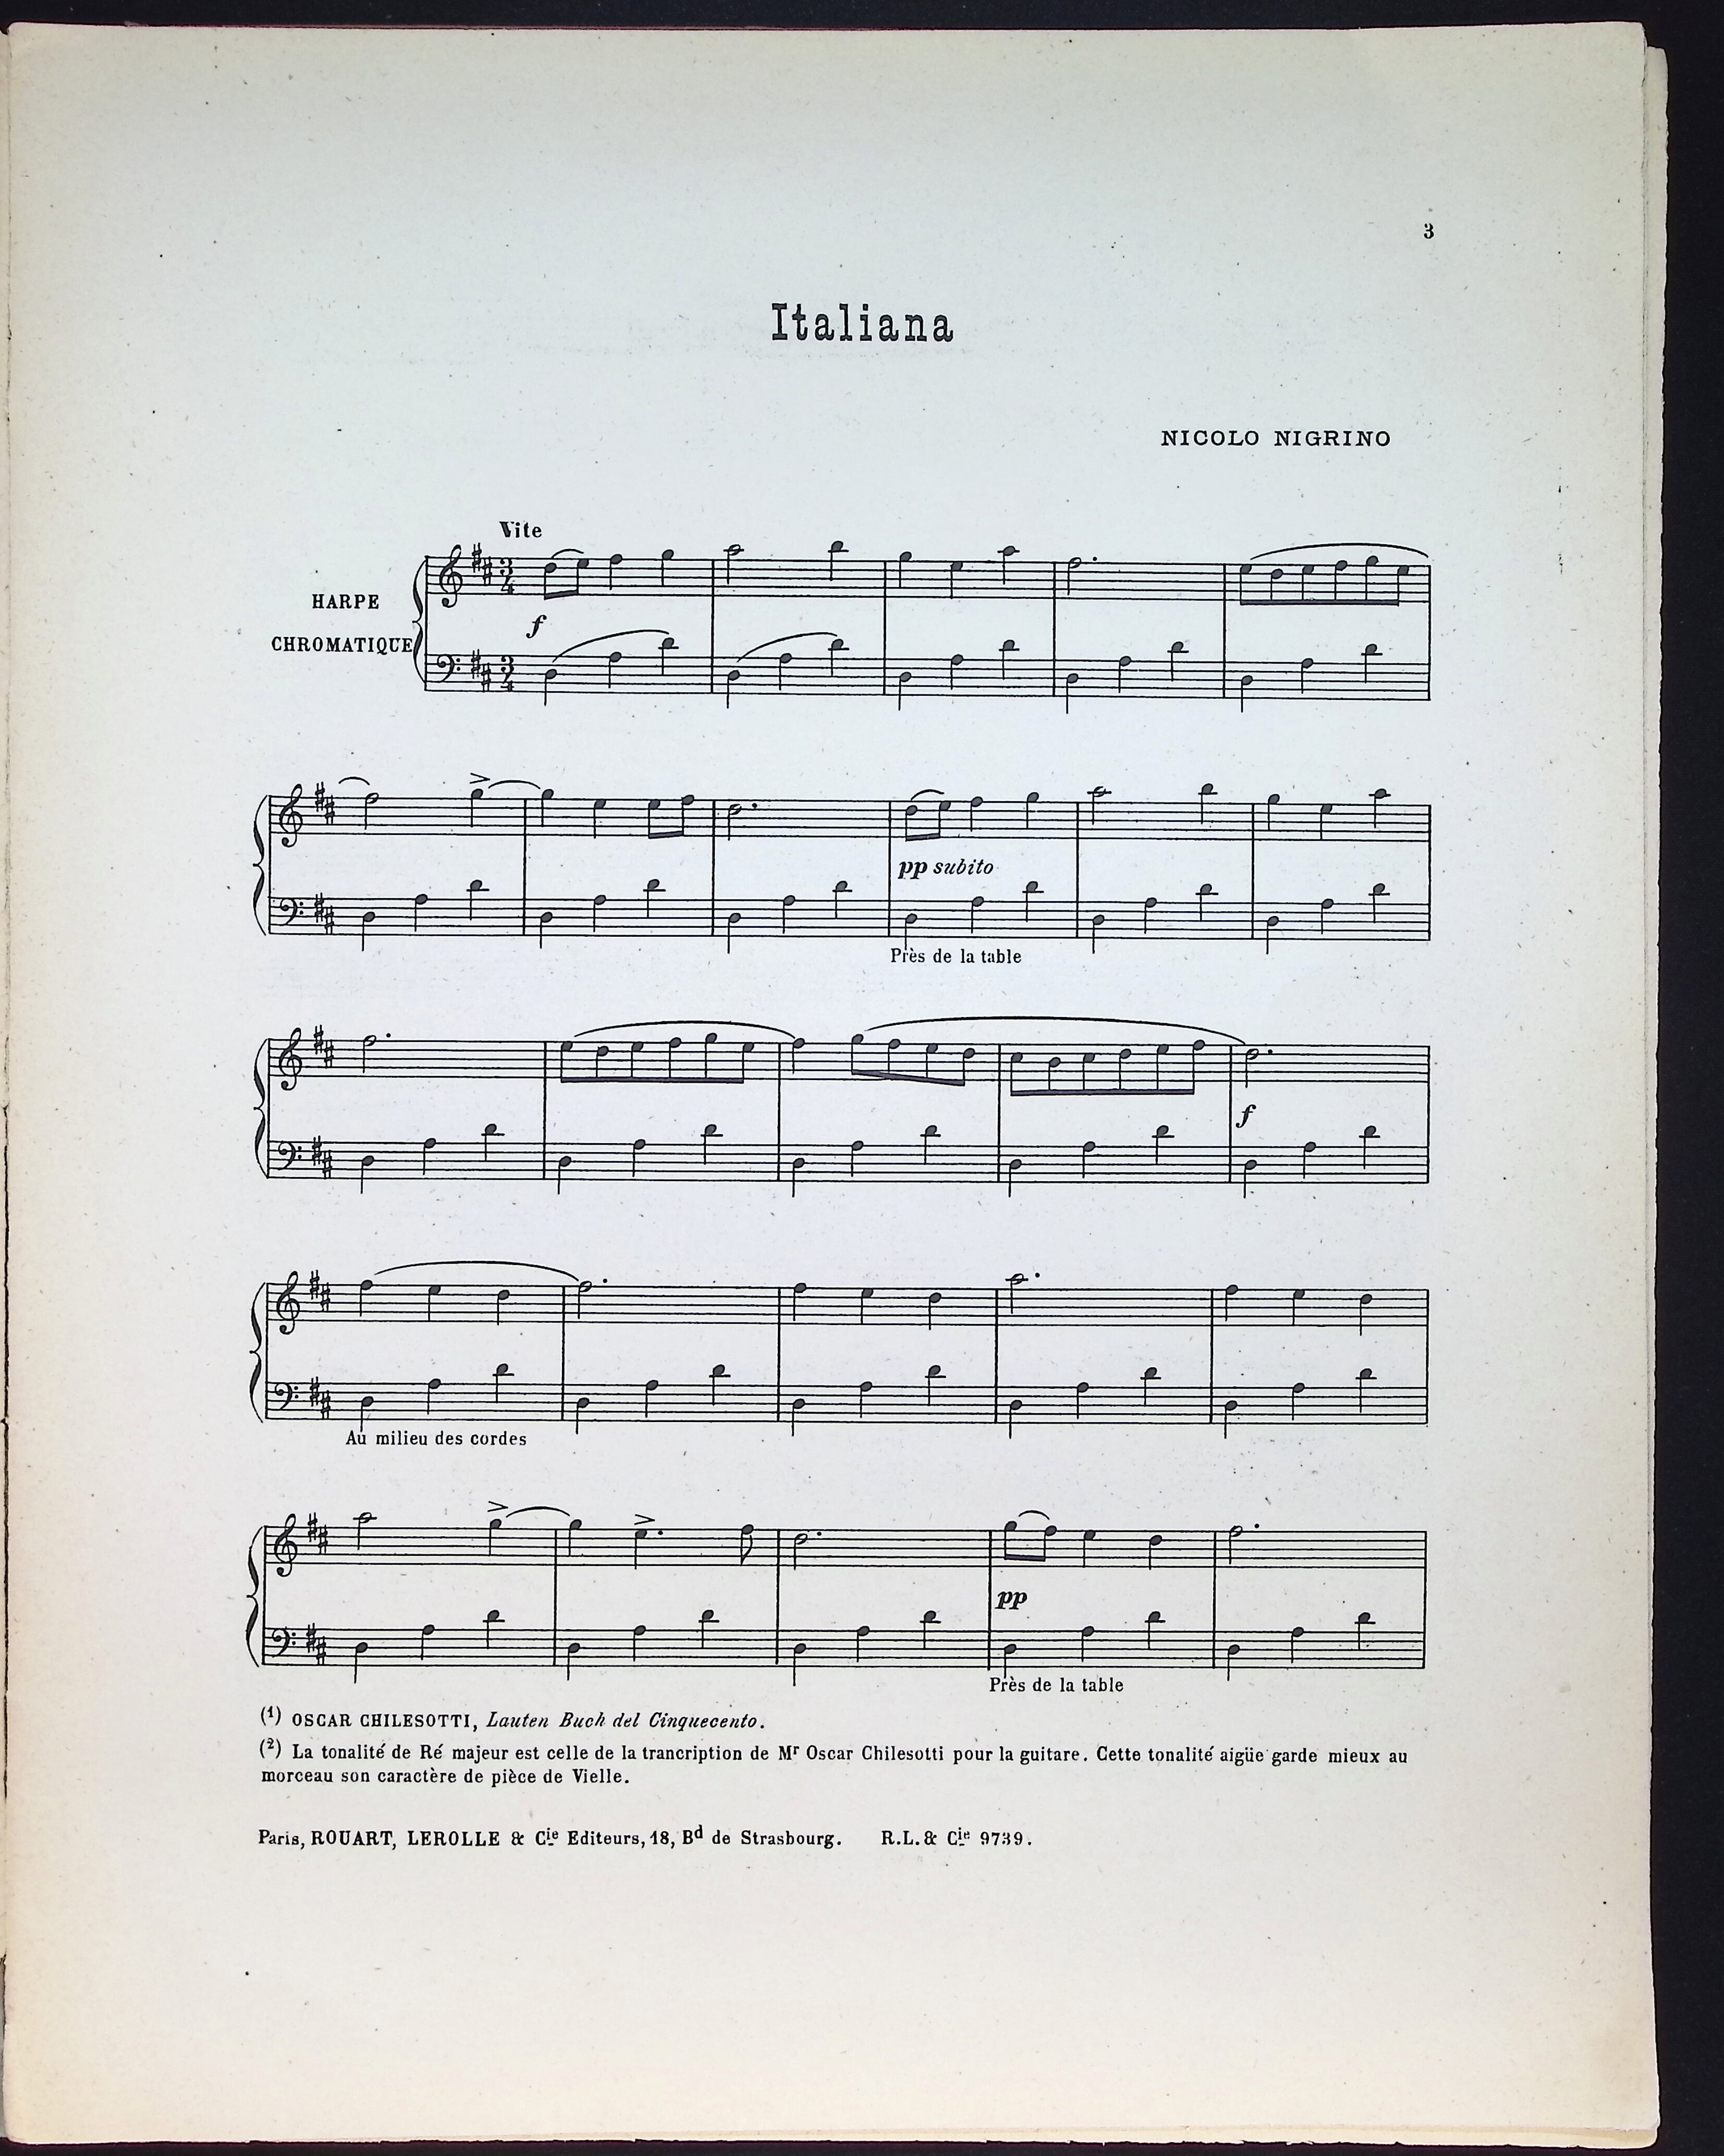 3
Italiana
NICOLO NIGRINO
Vite
HARPE
CHROMATIQUE
3
4
f
3
4
pp subito
Près de la table
f
Au milieu des cordes
pp
Près de la table
(1) OSCAR CHILESOTTI, Lauten Buch del Cinquecento.
(2) La tonalité de Ré majeur est celle de la trancription de Mr Oscar Chilesotti pour la guitare. Cette tonalité aigüe garde mieux au
morceau son caractère de pièce de Vielle.
Paris, ROUART, LEROLLE & Cie Editeurs, 18, Bd de Strasbourg. R.L. & Cie 9739.